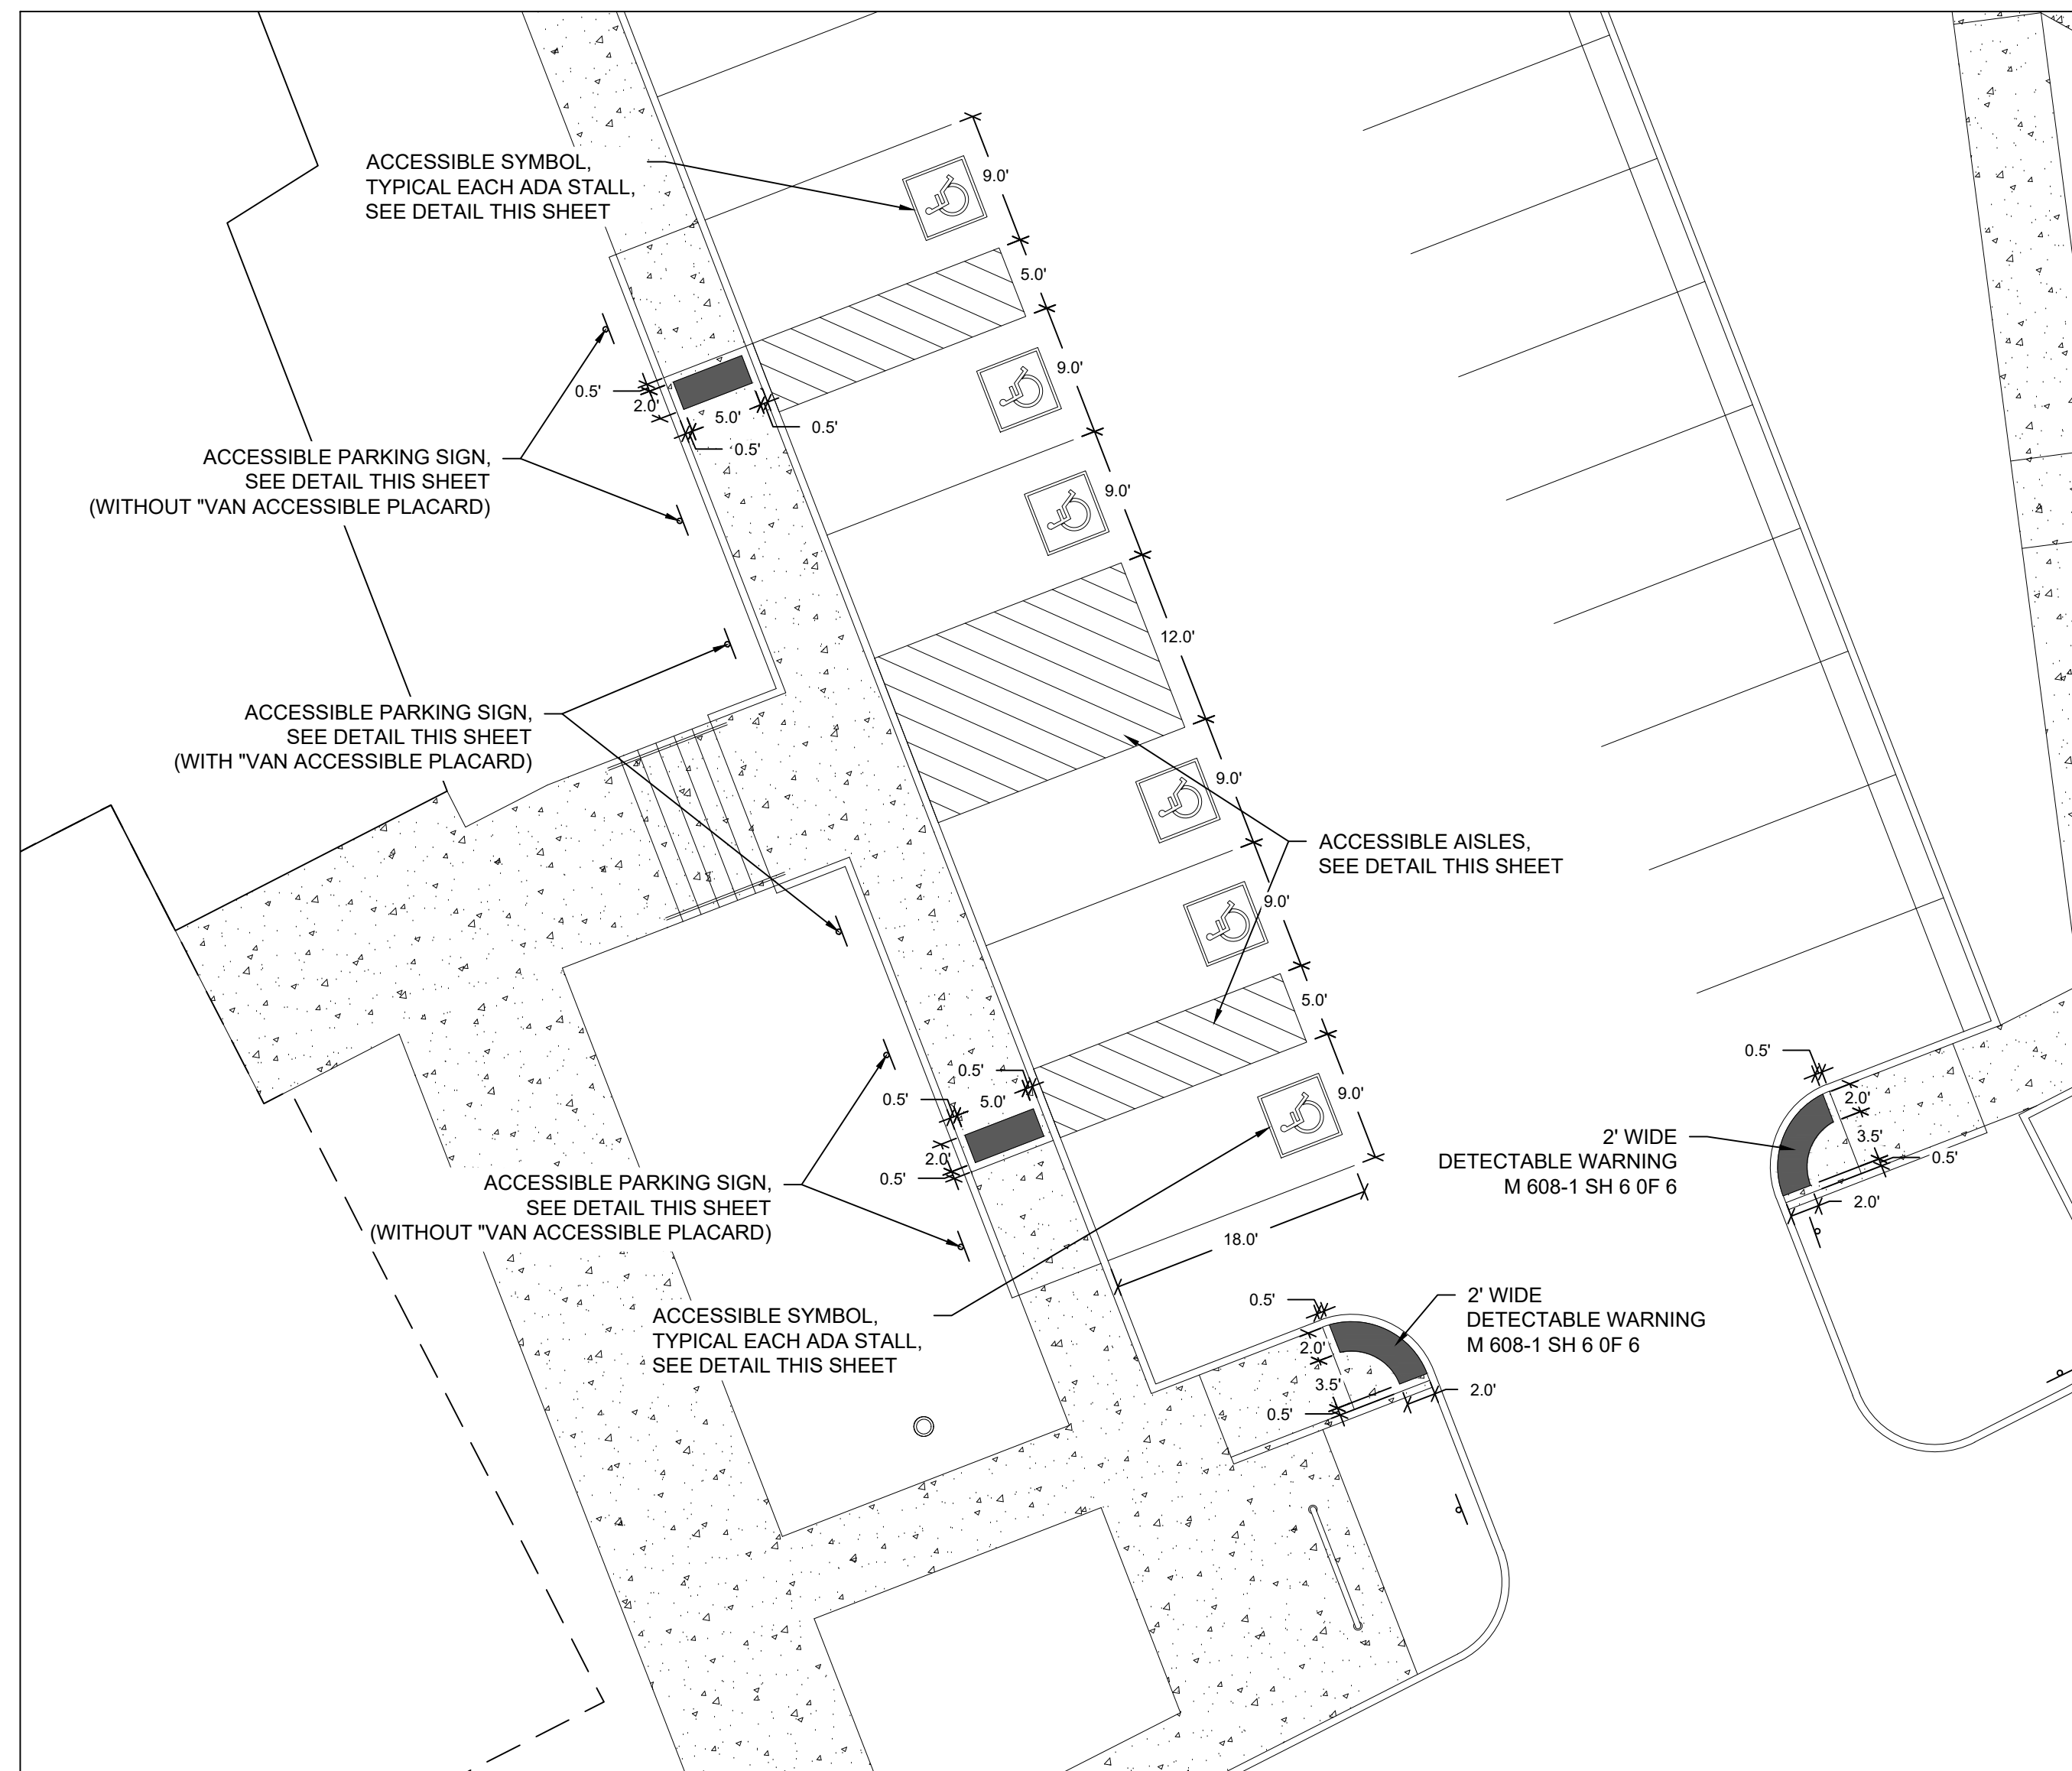 ACCESSIBLE SYMBOL,
TYPICAL EACH ADA STALL,
SEE DETAIL THIS SHEET
9.0'
5.0'
9.0'
0.5'
2.0'
5.0'
0.5'
0.5'
ACCESSIBLE PARKING SIGN,
SEE DETAIL THIS SHEET
(WITHOUT "VAN ACCESSIBLE PLACARD)
9.0'
12.0'
ACCESSIBLE PARKING SIGN,
SEE DETAIL THIS SHEET
(WITH "VAN ACCESSIBLE PLACARD)
9.0'
ACCESSIBLE AISLES,
SEE DETAIL THIS SHEET
9.0'
5.0'
0.5'
0.5'
5.0'
9.0'
2.0'
0.5'
ACCESSIBLE PARKING SIGN,
SEE DETAIL THIS SHEET
(WITHOUT "VAN ACCESSIBLE PLACARD)
0.5'
2.0'
3.5'
0.5'
2.0'
2' WIDE
DETECTABLE WARNING
M 608-1 SH 6 0F 6
18.0'
ACCESSIBLE SYMBOL,
TYPICAL EACH ADA STALL,
SEE DETAIL THIS SHEET
0.5'
2.0'
3.5'
0.5'
2.0'
2' WIDE
DETECTABLE WARNING
M 608-1 SH 6 0F 6